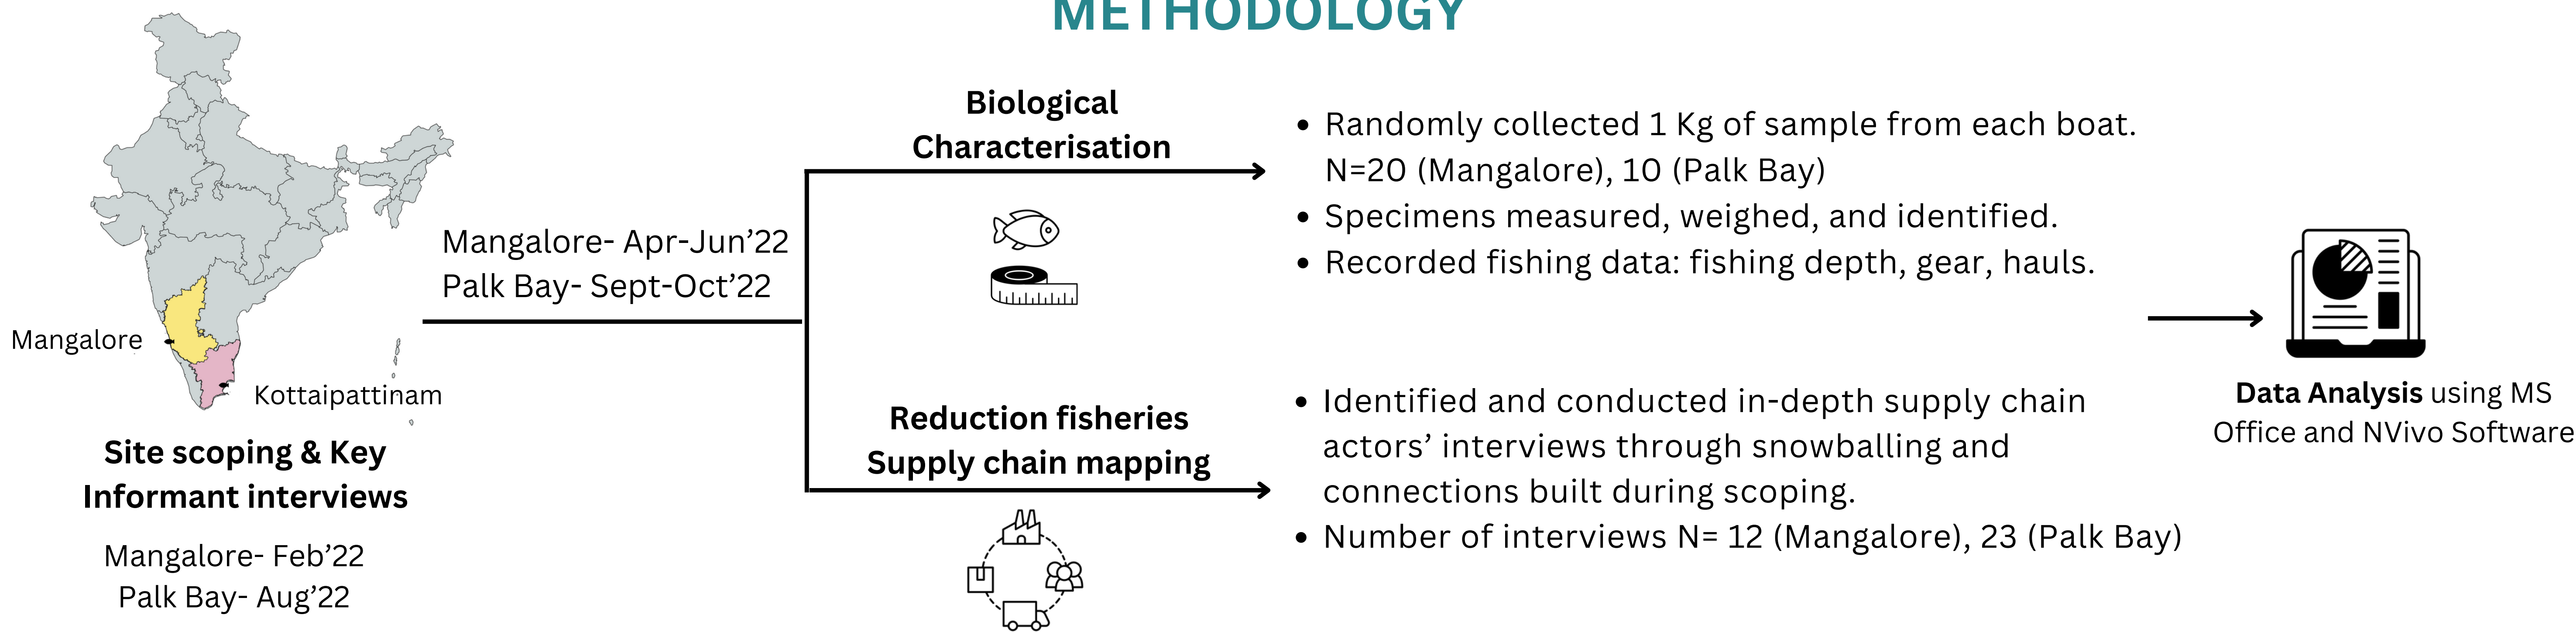 METHODOLOGY
Mangalore
Kottaipattinam
Site scoping & Key
Informant interviews
Mangalore- Feb’22
Palk Bay- Aug’22
Mangalore- Apr-Jun’22
Palk Bay- Sept-Oct’22
Biological
Characterisation
• Randomly collected 1 Kg of sample from each boat.
N=20 (Mangalore), 10 (Palk Bay)
• Specimens measured, weighed, and identified.
• Recorded fishing data: fishing depth, gear, hauls.
Reduction fisheries
Supply chain mapping
• Identified and conducted in-depth supply chain
actors’ interviews through snowballing and
connections built during scoping.
• Number of interviews N= 12 (Mangalore), 23 (Palk Bay)
Data Analysis using MS
Office and NVivo Software